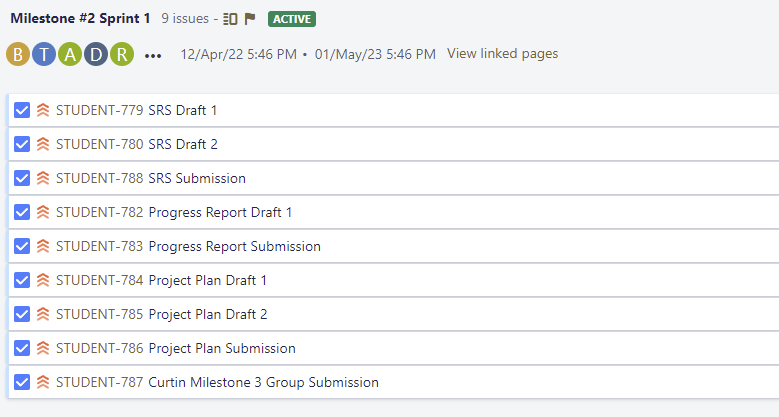 Milestone #2 Sprint 1 9 issues - ACTIVE
B T A D R ... 12/Apr/22 5:46 PM • 01/May/23 5:46 PM View linked pages
STUDENT-779 SRS Draft 1
STUDENT-780 SRS Draft 2
STUDENT-788 SRS Submission
STUDENT-782 Progress Report Draft 1
STUDENT-783 Progress Report Submission
STUDENT-784 Project Plan Draft 1
STUDENT-785 Project Plan Draft 2
STUDENT-786 Project Plan Submission
STUDENT-787 Curtin Milestone 3 Group Submission